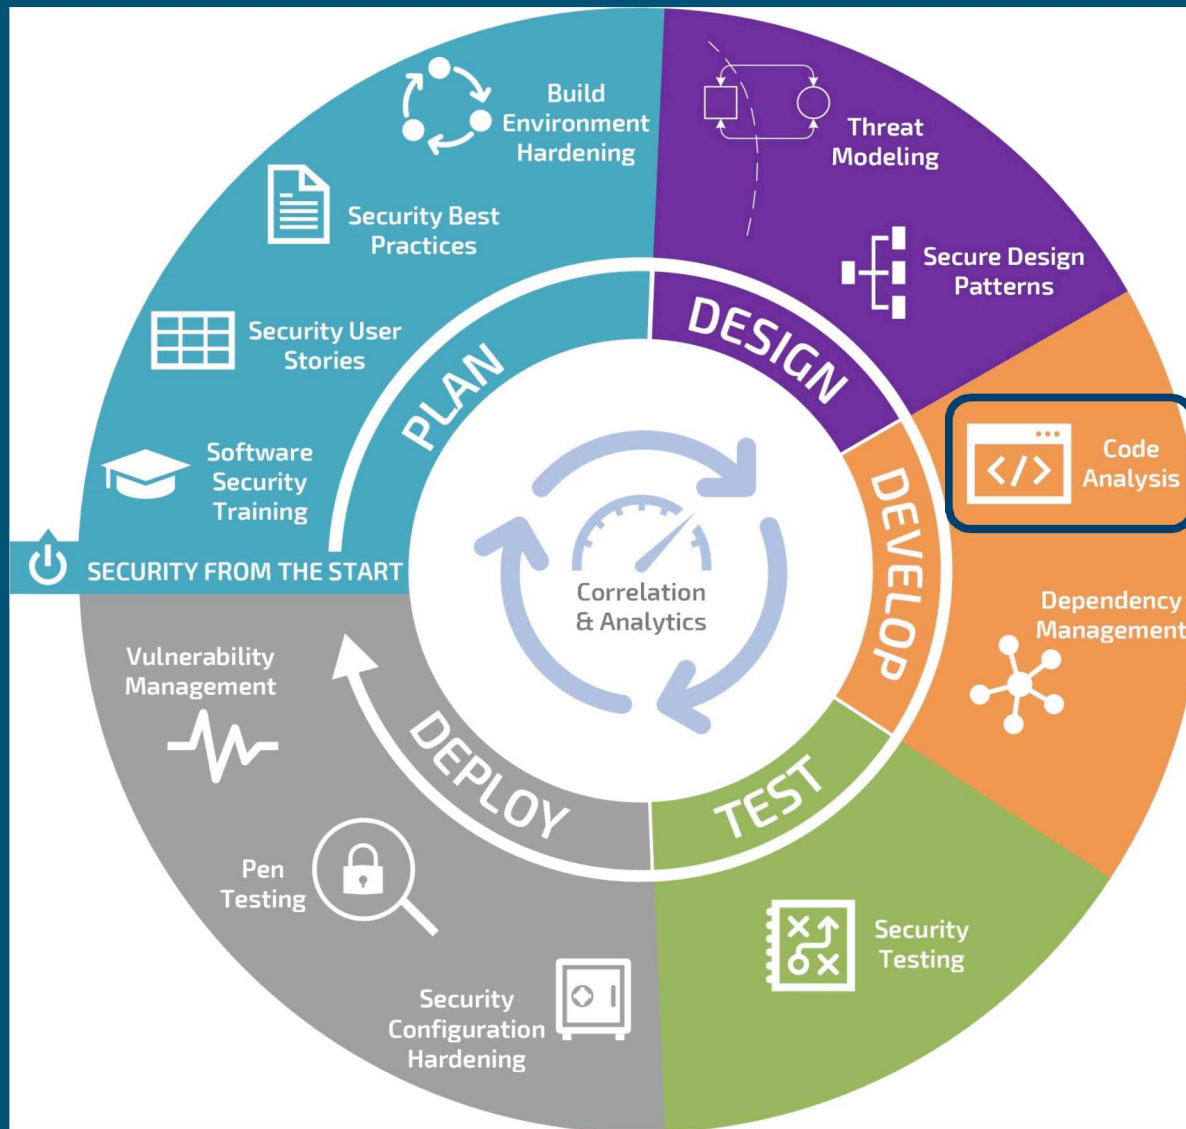 SECURITY FROM THE START
PLAN
Software
Security
Training
Security User
Stories
Security Best
Practices
Build
Environment
Hardening
DESIGN
Threat
Modeling
Secure Design
Patterns
DEVELOP
</>
Code
Analysis
Dependency
Management
TEST
Security
Testing
DEPLOY
Security
Configuration
Hardening
Pen
Testing
Vulnerability
Management
Correlation
& Analytics